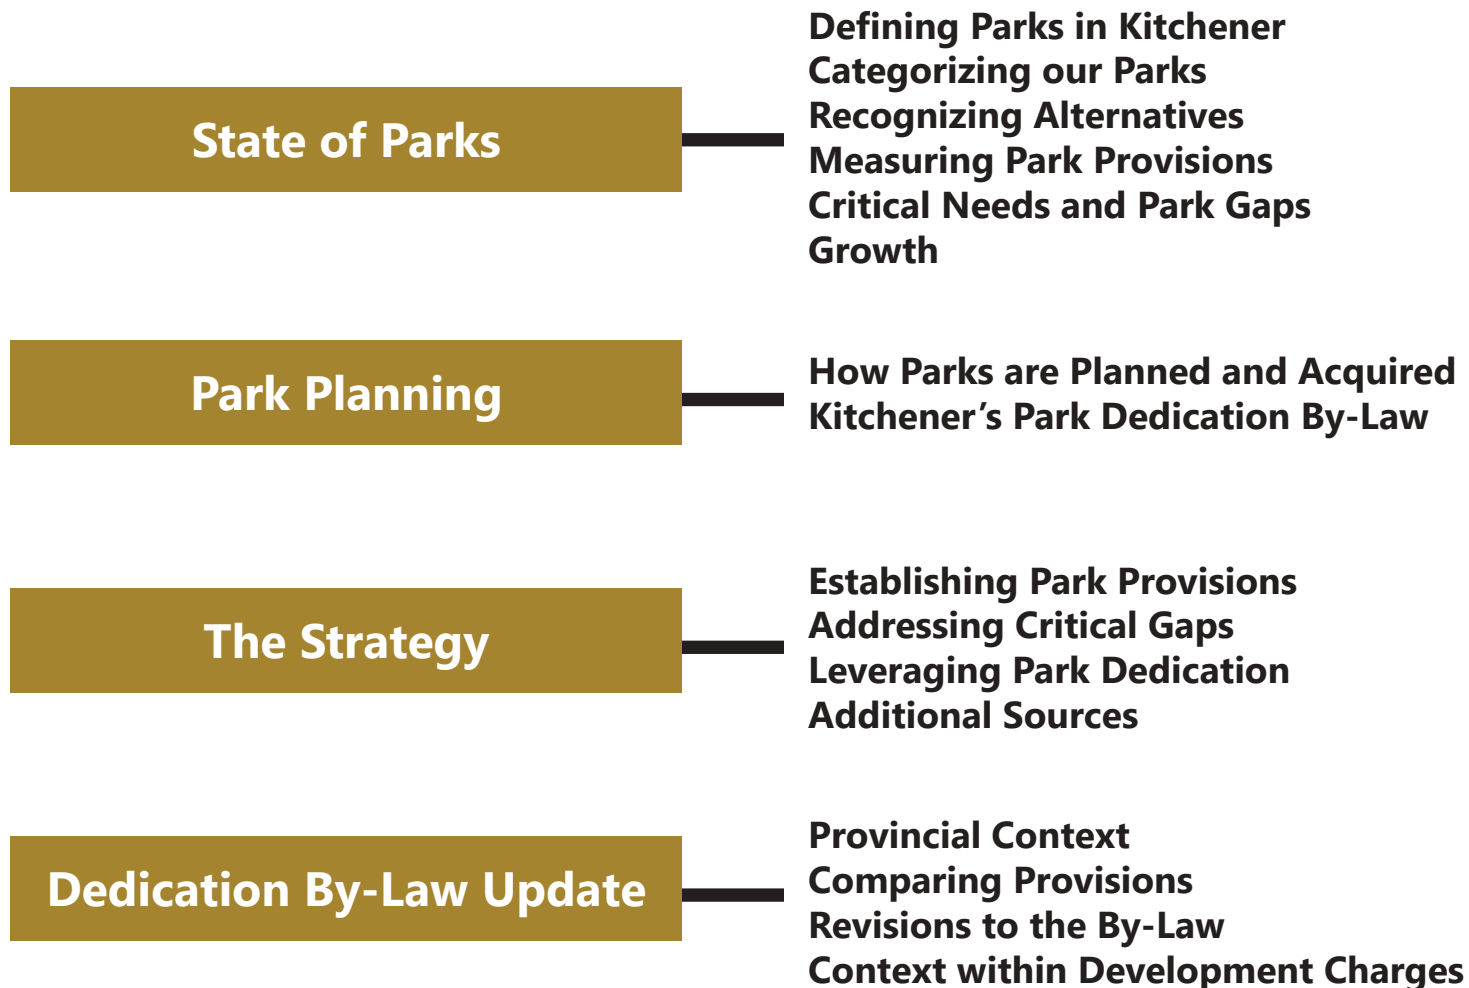 State of Parks
Defining Parks in Kitchener
Categorizing our Parks
Recognizing Alternatives
Measuring Park Provisions
Critical Needs and Park Gaps
Growth
Park Planning
How Parks are Planned and Acquired
Kitchener’s Park Dedication By-Law
The Strategy
Establishing Park Provisions
Addressing Critical Gaps
Leveraging Park Dedication
Additional Sources
Dedication By-Law Update
Provincial Context
Comparing Provisions
Revisions to the By-Law
Context within Development Charges